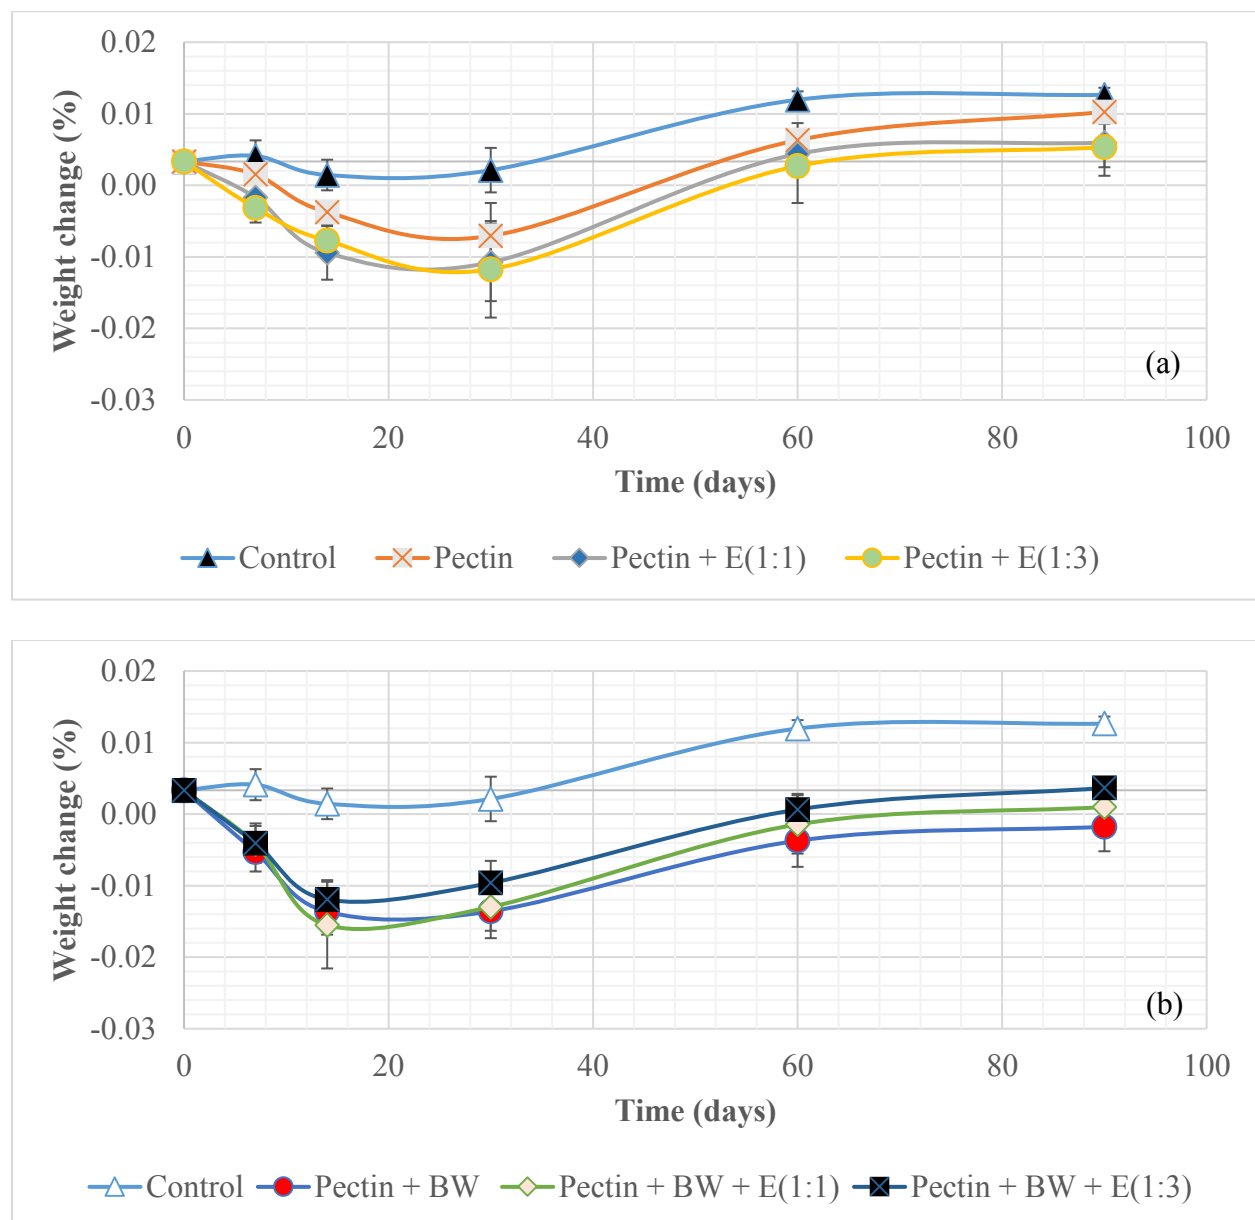 0.02
0.01
0.00
-0.01
-0.02
-0.03
Weight change (%)
(a)
0 20 40 60 80 100
Time (days)
Control Pectin Pectin + E(1:1) Pectin + E(1:3)
0.02
0.01
0.00
-0.01
-0.02
-0.03
Weight change (%)
(b)
0 20 40 60 80 100
Time (days)
Control Pectin + BW Pectin + BW + E(1:1) Pectin + BW + E(1:3)